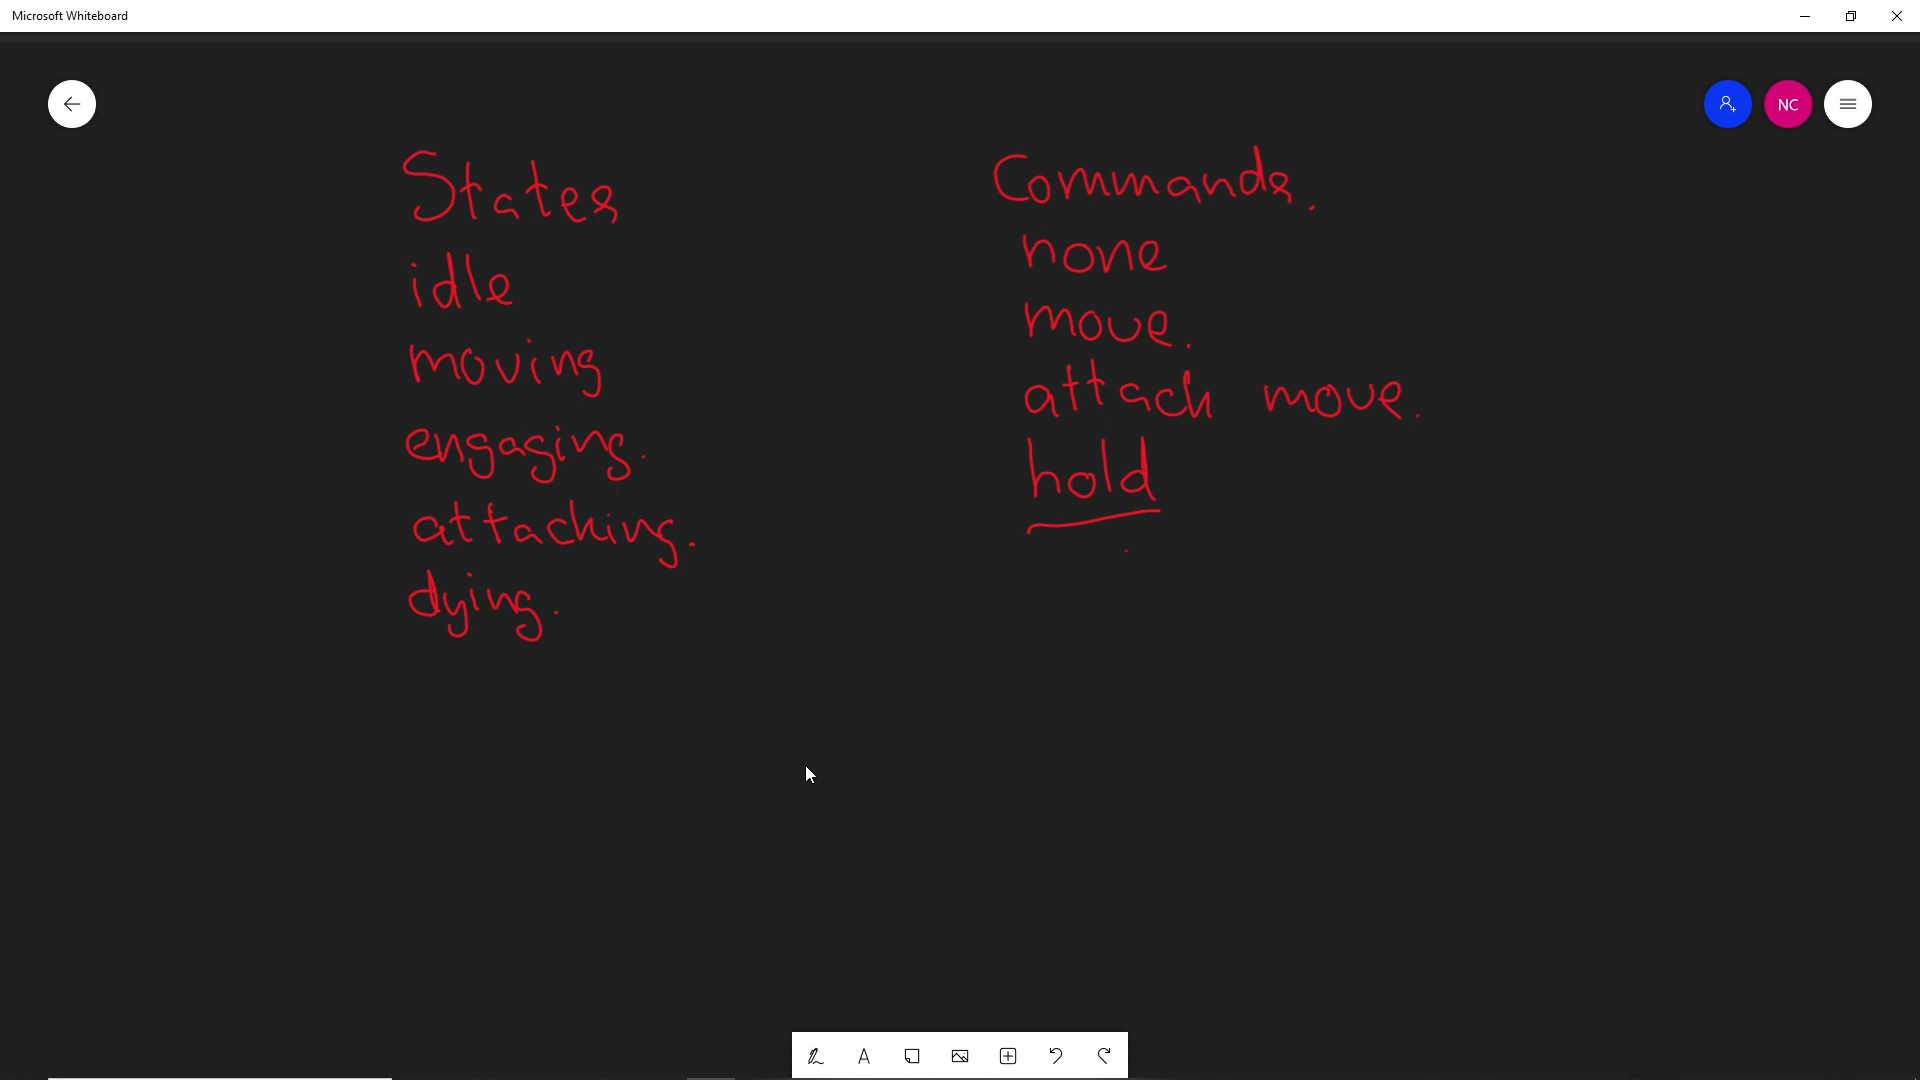 Microsoft Whiteboard
NC
States
idle
moving
engaging.
attacking.
dying.
Commands.
none
move.
attack move.
hold